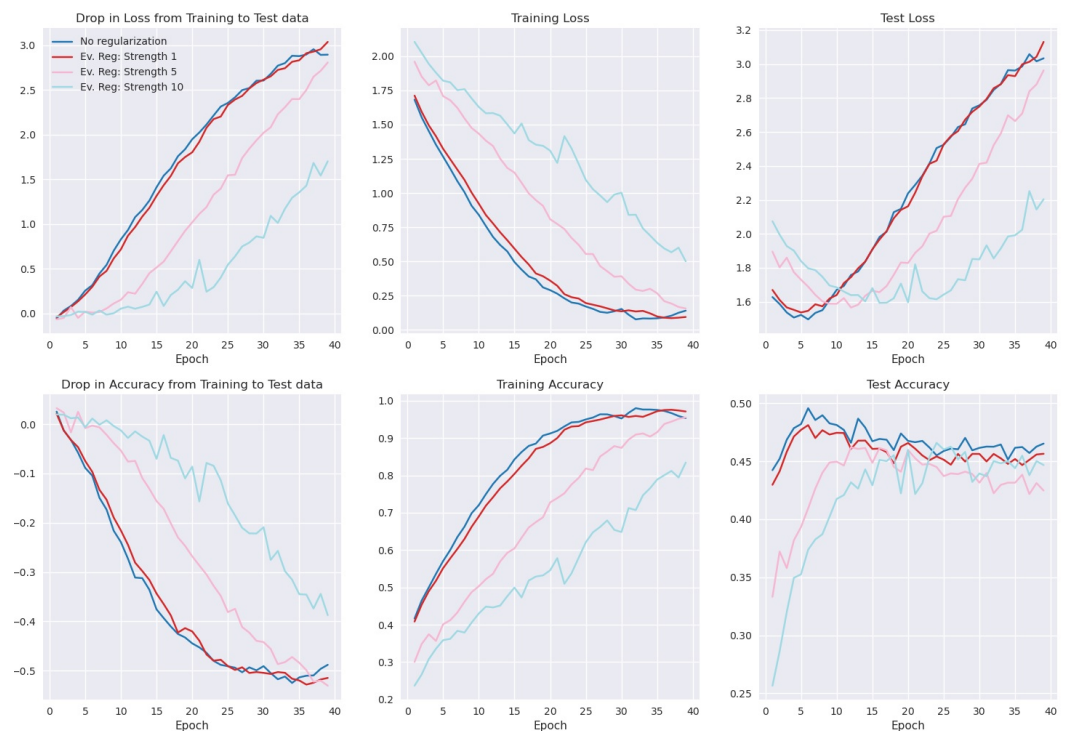 Drop in Loss from Training to Test data
Training Loss
Test Loss
3.0
2.5
2.0
1.5
1.0
0.5
0.0
No regularization
Ev. Reg: Strength 1
Ev. Reg: Strength 5
Ev. Reg: Strength 10
0 5 10 15 20 25 30 35 40
Epoch
2.00
1.75
1.50
1.25
1.00
0.75
0.50
0.25
0.00
0 5 10 15 20 25 30 35 40
Epoch
3.2
3.0
2.8
2.6
2.4
2.2
2.0
1.8
1.6
0 5 10 15 20 25 30 35 40
Epoch
Drop in Accuracy from Training to Test data
Training Accuracy
Test Accuracy
0.0
−0.1
−0.2
−0.3
−0.4
−0.5
0 5 10 15 20 25 30 35 40
Epoch
1.0
0.9
0.8
0.7
0.6
0.5
0.4
0.3
0.2
0 5 10 15 20 25 30 35 40
Epoch
0.50
0.45
0.40
0.35
0.30
0.25
0 5 10 15 20 25 30 35 40
Epoch